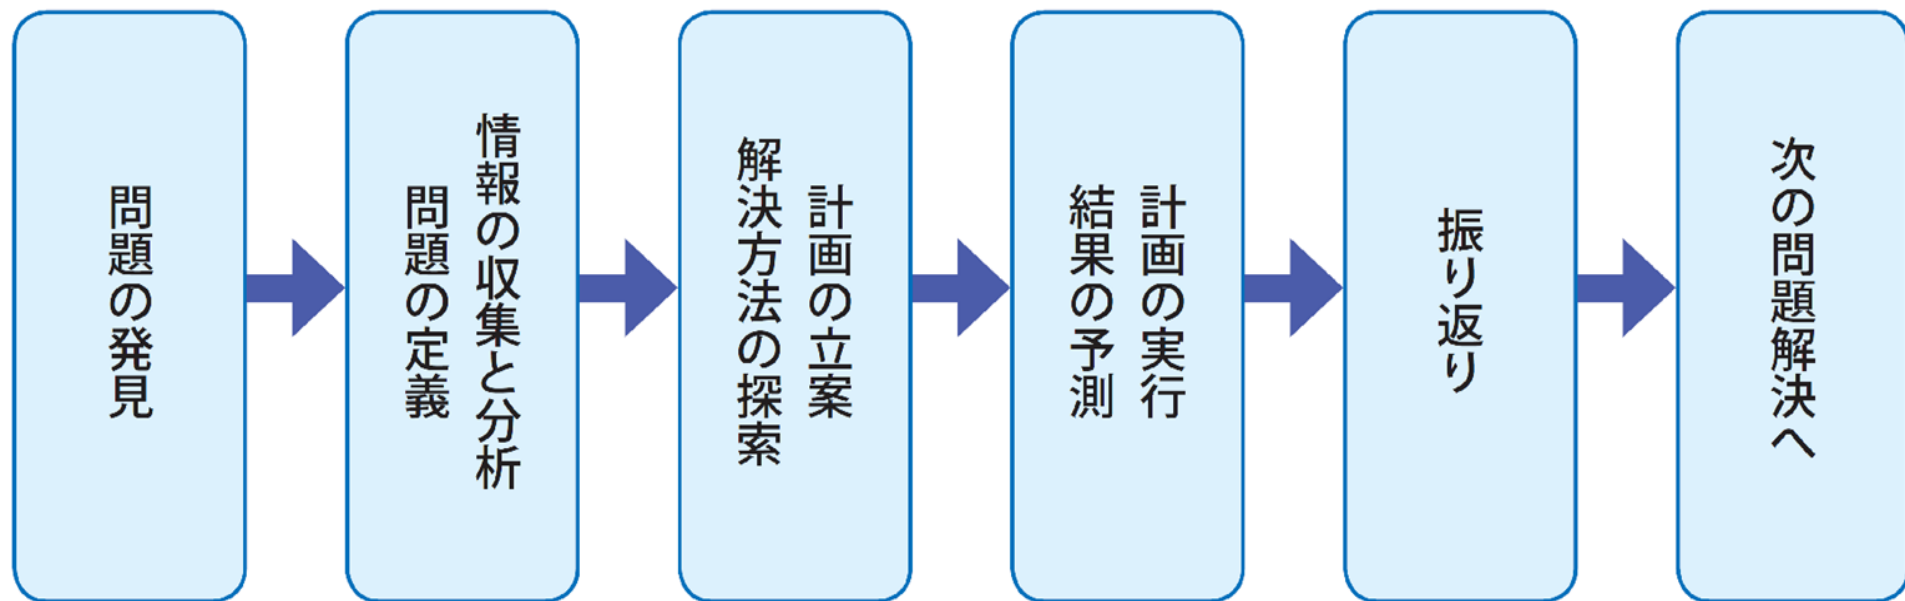 問題の発見
情報の収集と分析
問題の定義
計画の立案
解決方法の探索
計画の実行
結果の予測
振り返り
次の問題解決へ